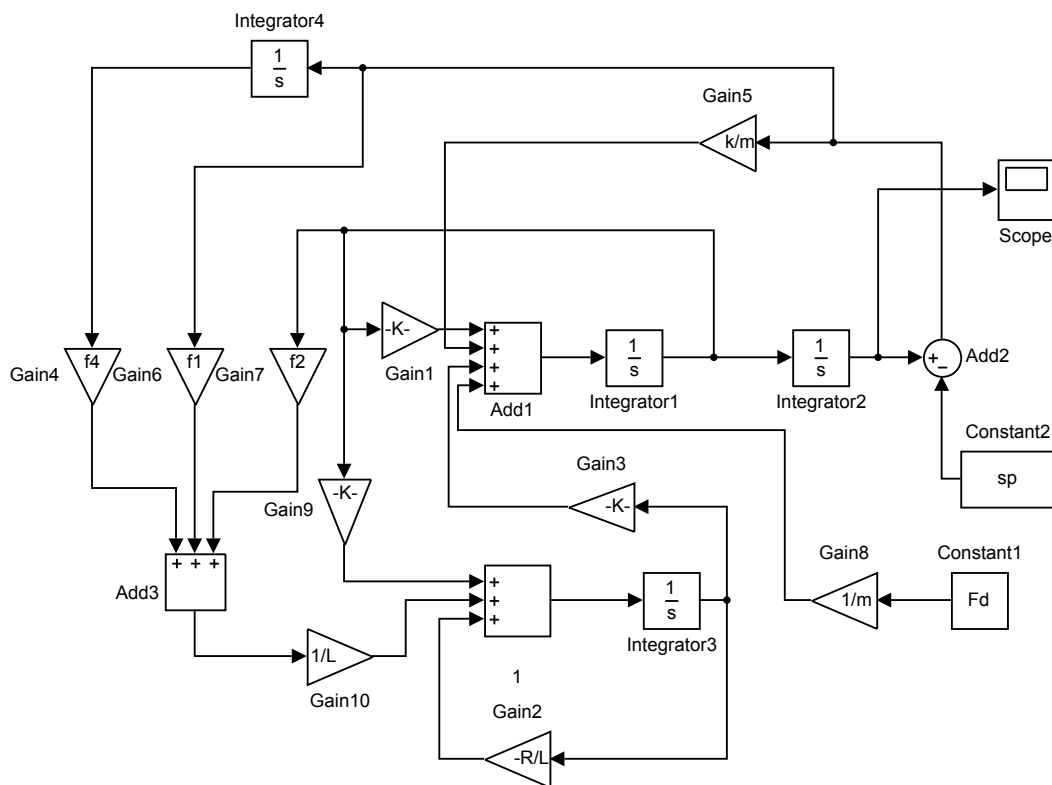 Integrator4
1
s
Gain5
k/m
Scope
Gain4
f4
Gain6
f1
Gain7
f2
-K-
Gain1
+
+
+
+
Add1
1
s
Integrator1
1
s
Integrator2
+
−
Add2
Constant2
sp
Gain3
-K-
Gain9
-K-
Gain8
1/m
Constant1
Fd
+ + +
Add3
+
+
+
1
s
Integrator3
1/L
Gain10
1
Gain2
-R/L